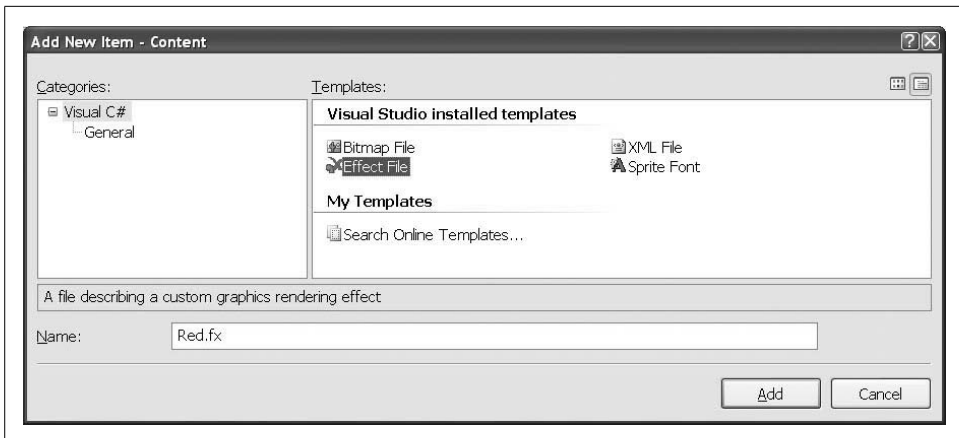 Add New Item - Content
Categories:
Templates:
Visual C#
General
Visual Studio installed templates
Bitmap File
XML File
Effect File
Sprite Font
My Templates
Search Online Templates...
A file describing a custom graphics rendering effect
Name:
Red.fx
Add
Cancel